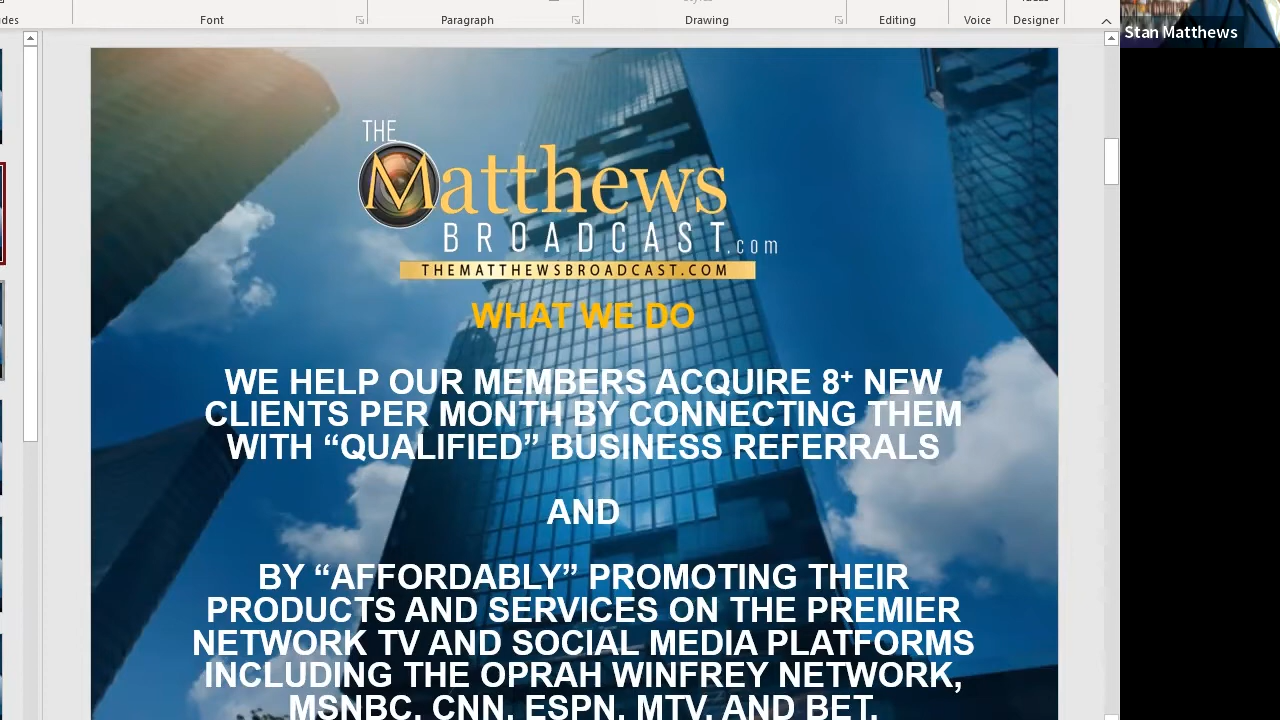 Font
Paragraph
Drawing
Editing
Voice
Designer
Stan Matthews
THE
Matthews
BROADCAST.com
THEMATTHEWSBROADCAST.COM
WHAT WE DO
WE HELP OUR MEMBERS ACQUIRE 8+ NEW
CLIENTS PER MONTH BY CONNECTING THEM
WITH “QUALIFIED” BUSINESS REFERRALS
AND
BY “AFFORDABLY” PROMOTING THEIR
PRODUCTS AND SERVICES ON THE PREMIER
NETWORK TV AND SOCIAL MEDIA PLATFORMS
INCLUDING THE OPRAH WINFREY NETWORK,
MSNBC, CNN, ESPN, MTV, AND BET.